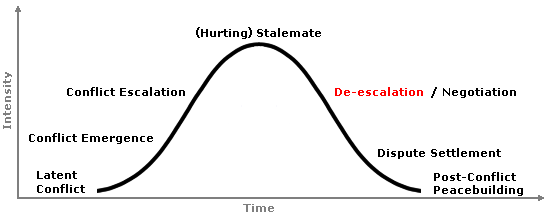 (Hurting) Stalemate
Conflict Escalation
De-escalation / Negotiation
Conflict Emergence
Dispute Settlement
Latent
Conflict
Post-Conflict
Peacebuilding
Intensity
Time